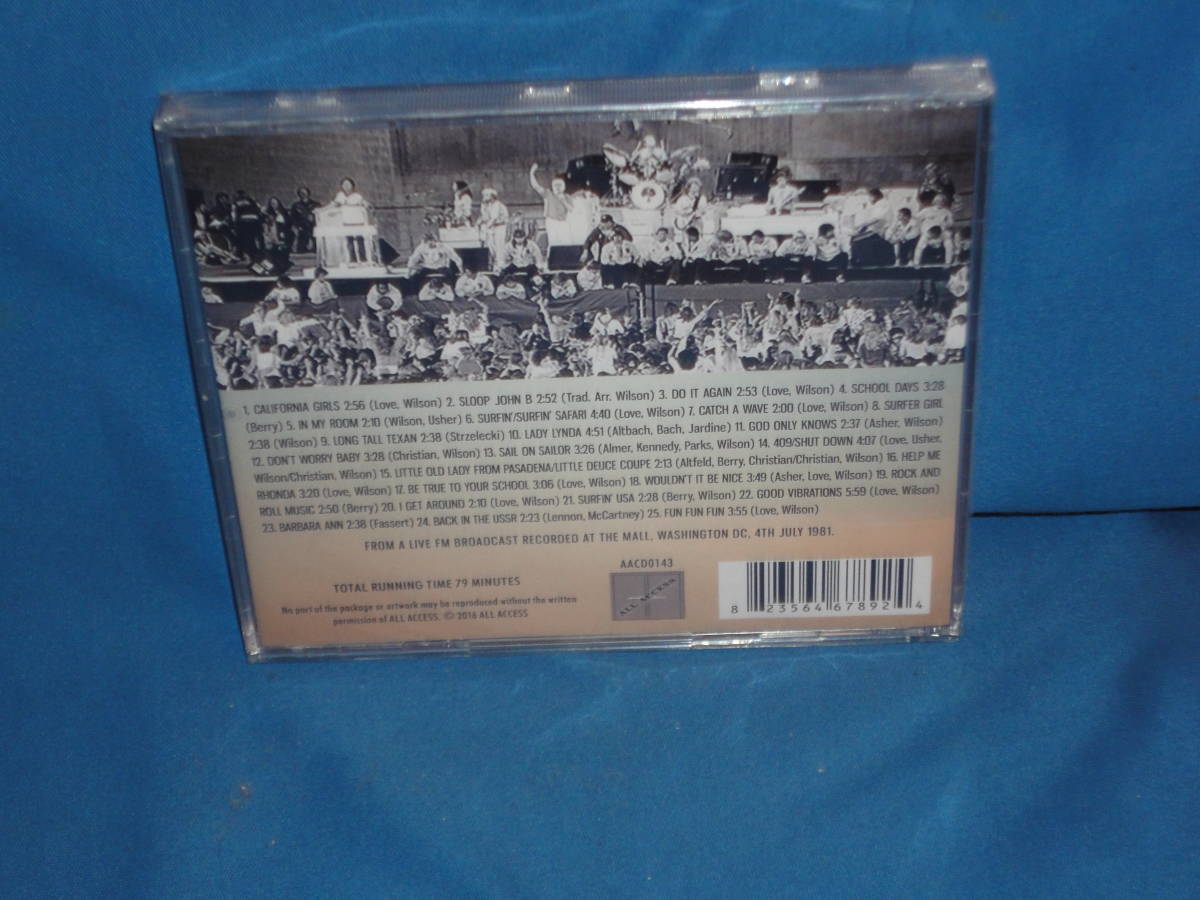 1. CALIFORNIA GIRLS 2:56 (Love, Wilson) 2. SLOOP JOHN B 2:52 (Trad. Arr. Wilson) 3. DO IT AGAIN 2:53 (Love, Wilson) 4. SCHOOL DAYS 3:28
(Berry) 5. IN MY ROOM 2:10 (Wilson, Usher) 6. SURFIN'/SURFIN' SAFARI 4:40 (Love, Wilson) 7. CATCH A WAVE 2:00 (Love, Wilson) 8. SURFER GIRL
2:38 (Wilson) 9. LONG TALL TEXAN 2:38 (Strzelecki) 10. LADY LYNDA 4:51 (Altbach, Bach, Jardine) 11. GOD ONLY KNOWS 2:37 (Asher, Wilson)
12. DON'T WORRY BABY 3:28 (Christian, Wilson) 13. SAIL ON SAILOR 3:26 (Almer, Kennedy, Parks, Wilson) 14. 409/SHUT DOWN 4:07 (Love, Usher,
Wilson/Christian, Wilson) 15. LITTLE OLD LADY FROM PASADENA/LITTLE DEUCE COUPE 2:13 (Altfeld, Berry, Christian/Christian, Wilson) 16. HELP ME
RHONDA 3:20 (Love, Wilson) 17. BE TRUE TO YOUR SCHOOL 3:06 (Love, Wilson) 18. WOULDN'T IT BE NICE 3:49 (Asher, Love, Wilson) 19. ROCK AND
ROLL MUSIC 2:50 (Berry) 20. I GET AROUND 2:10 (Love, Wilson) 21. SURFIN' USA 2:28 (Berry, Wilson) 22. GOOD VIBRATIONS 5:59 (Love, Wilson)
23. BARBARA ANN 2:38 (Fassert) 24. BACK IN THE USSR 2:23 (Lennon, McCartney) 25. FUN FUN FUN 3:55 (Love, Wilson)
FROM A LIVE FM BROADCAST RECORDED AT THE MALL, WASHINGTON DC, 4TH JULY 1981.
AACD0143
TOTAL RUNNING TIME 79 MINUTES
ALL ACCESS
No part of the package or artwork may be reproduced without the written
permission of ALL ACCESS. © 2016 ALL ACCESS
8 23564 67892 4